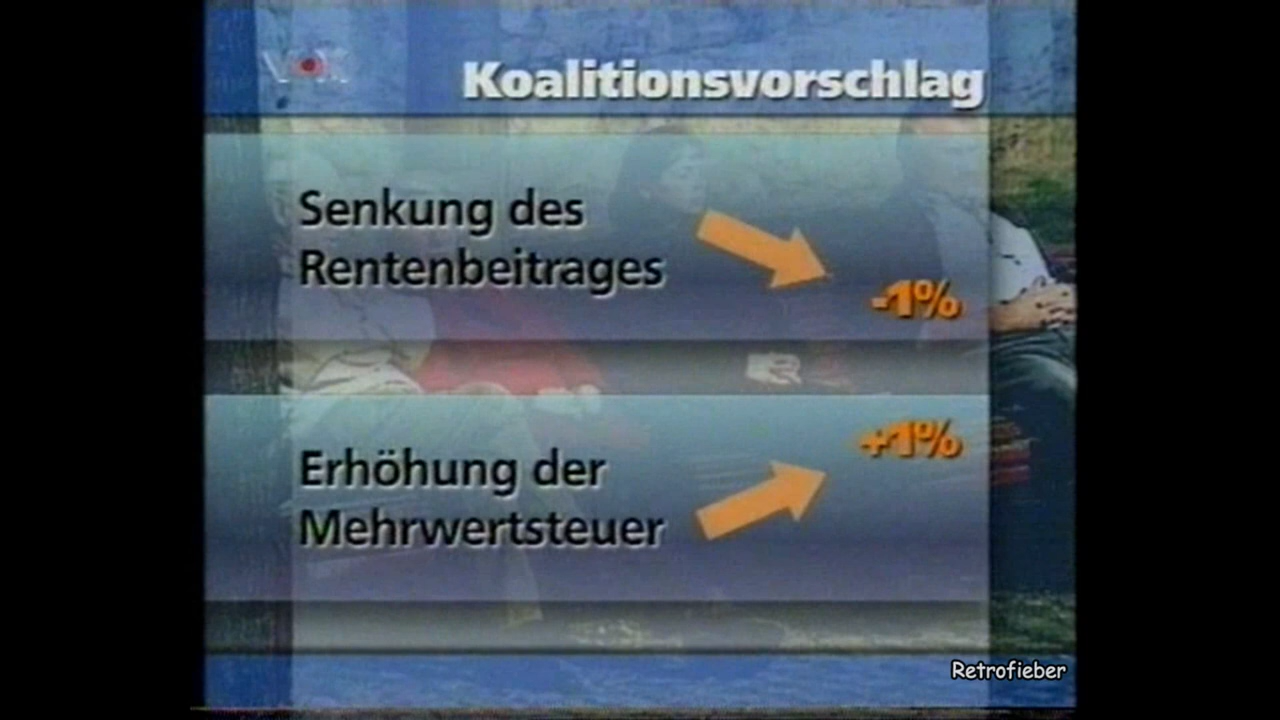 VOX
Koalitionsvorschlag
Senkung des
Rentenbeitrages
-1%
+1%
Erhöhung der
Mehrwertsteuer
Retrofieber